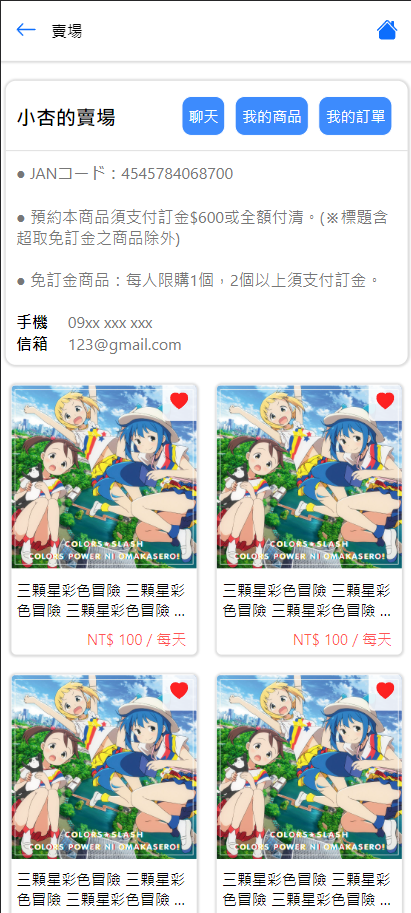 賣場
小杏的賣場
聊天
我的商品
我的訂單
● JANコード：4545784068700
● 預約本商品須支付訂金$600或全額付清。(※標題含
超取免訂金之商品除外)
● 免訂金商品：每人限購1個，2個以上須支付訂金。
手機 09xx xxx xxx
信箱 123@gmail.com
COLORS★SLASH
COLORS POWER NI OMAKASERO!
三顆星彩色冒險 三顆星彩
色冒險 三顆星彩色冒險 ...
NT$ 100 / 每天
COLORS★SLASH
COLORS POWER NI OMAKASERO!
三顆星彩色冒險 三顆星彩
色冒險 三顆星彩色冒險 ...
NT$ 100 / 每天
COLORS★SLASH
COLORS POWER NI OMAKASERO!
三顆星彩色冒險 三顆星彩
色冒險 三顆星彩色冒險 ...
COLORS★SLASH
COLORS POWER NI OMAKASERO!
三顆星彩色冒險 三顆星彩
色冒險 三顆星彩色冒險 ...